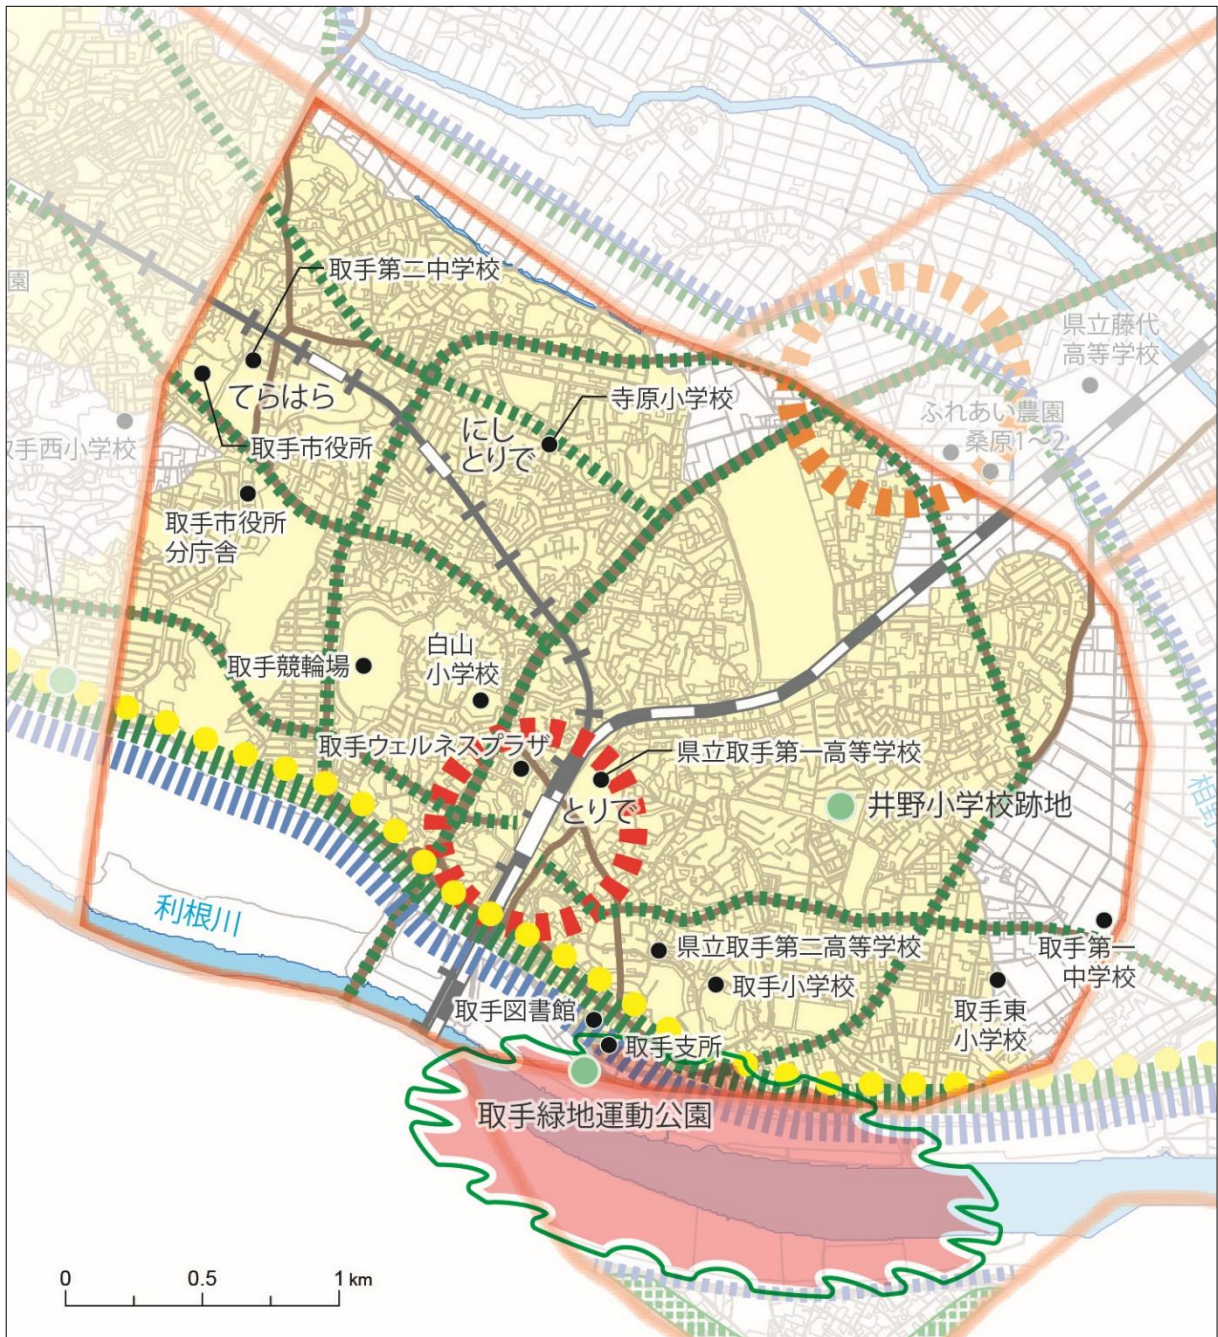 取手第二中学校
園
県立藤代
高等学校
てらはら
寺原小学校
にし
とりで
ふれあい農園
桑原1～2
取手西小学校
取手市役所
取手市役所
分庁舎
白山
小学校
取手競輪場
取手ウェルネスプラザ
県立取手第一高等学校
とりで
井野小学校跡地
利根川
県立取手第二高等学校
取手第一
中学校
取手小学校
取手東
小学校
取手図書館
取手支所
取手緑地運動公園
0 0.5 1 km